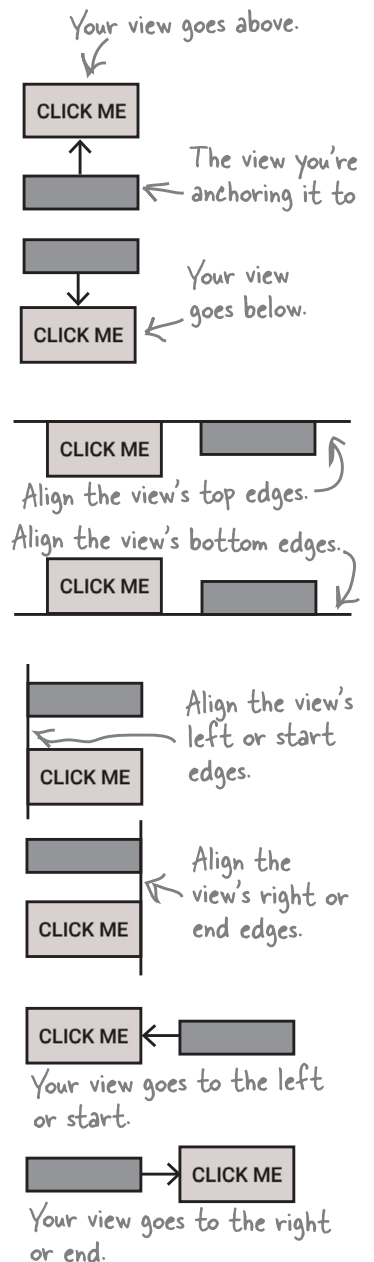 Your view goes above.
CLICK ME
The view you're
anchoring it to
Your view
goes below.
CLICK ME
CLICK ME
Align the view's top edges.
Align the view's bottom edges.
CLICK ME
Align the view's
left or start
edges.
CLICK ME
Align the
view's right or
end edges.
CLICK ME
CLICK ME
Your view goes to the left
or start.
CLICK ME
Your view goes to the right
or end.